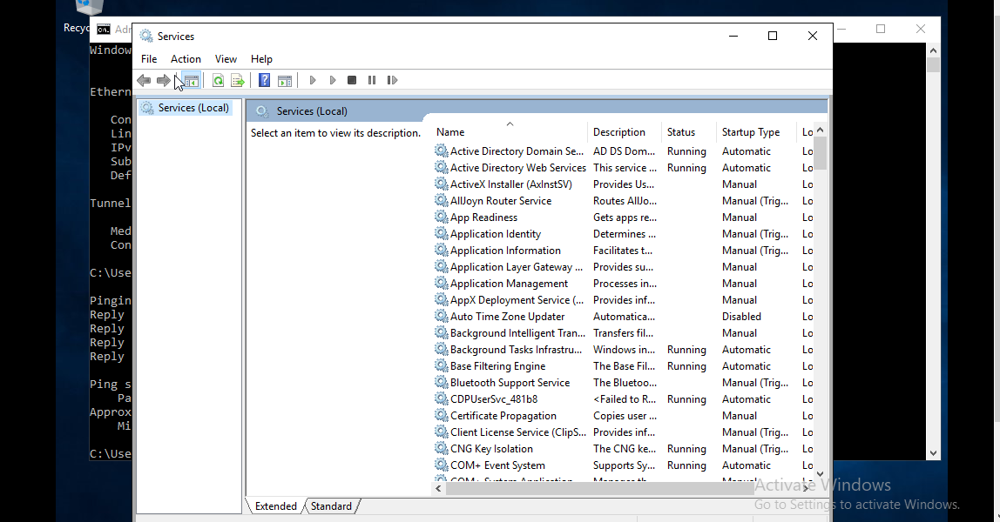 Recyc
Adr
Services
File Action View Help
Services (Local)
Services (Local)
Select an item to view its description.
Name Description Status Startup Type Lo
Active Directory Domain Se... AD DS Dom... Running Automatic Lo
Active Directory Web Services This service ... Running Automatic Lo
ActiveX Installer (AxInstSV) Provides Us... Manual Lo
AllJoyn Router Service Routes AllJo... Manual (Trig... Lo
App Readiness Gets apps re... Manual Lo
Application Identity Determines ... Manual (Trig... Lo
Application Information Facilitates t... Manual (Trig... Lo
Application Layer Gateway ... Provides su... Manual Lo
Application Management Processes in... Manual Lo
AppX Deployment Service (... Provides inf... Manual Lo
Auto Time Zone Updater Automatica... Disabled Lo
Background Intelligent Tran... Transfers fil... Manual Lo
Background Tasks Infrastru... Windows in... Running Automatic Lo
Base Filtering Engine The Base Fil... Running Automatic Lo
Bluetooth Support Service The Bluetoo... Manual (Trig... Lo
CDPUserSvc_481b8 <Failed to R... Running Automatic Lo
Certificate Propagation Copies user ... Manual Lo
Client License Service (ClipS... Provides inf... Manual (Trig... Lo
CNG Key Isolation The CNG ke... Running Manual (Trig... Lo
COM+ Event System Supports Sy... Running Automatic Lo
COM+ System Application Manages th... Manual Lo
Extended Standard
Window
Ethern
Con
Lin
IPv
Sub
Def
Tunnel
Med
Con
C:\Use
Pingin
Reply
Reply
Reply
Reply
Ping s
Pa
Approx
Mi
C:\Use
Activate Windows
Go to Settings to activate Windows.